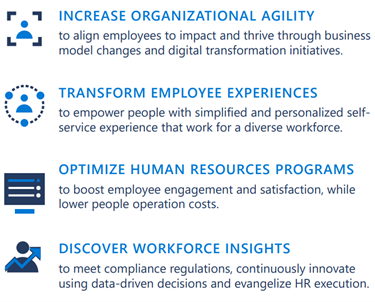 INCREASE ORGANIZATIONAL AGILITY
to align employees to impact and thrive through business
model changes and digital transformation initiatives.
TRANSFORM EMPLOYEE EXPERIENCES
to empower people with simplified and personalized self-
service experience that work for a diverse workforce.
OPTIMIZE HUMAN RESOURCES PROGRAMS
to boost employee engagement and satisfaction, while
lower people operation costs.
DISCOVER WORKFORCE INSIGHTS
to meet compliance regulations, continuously innovate
using data-driven decisions and evangelize HR execution.